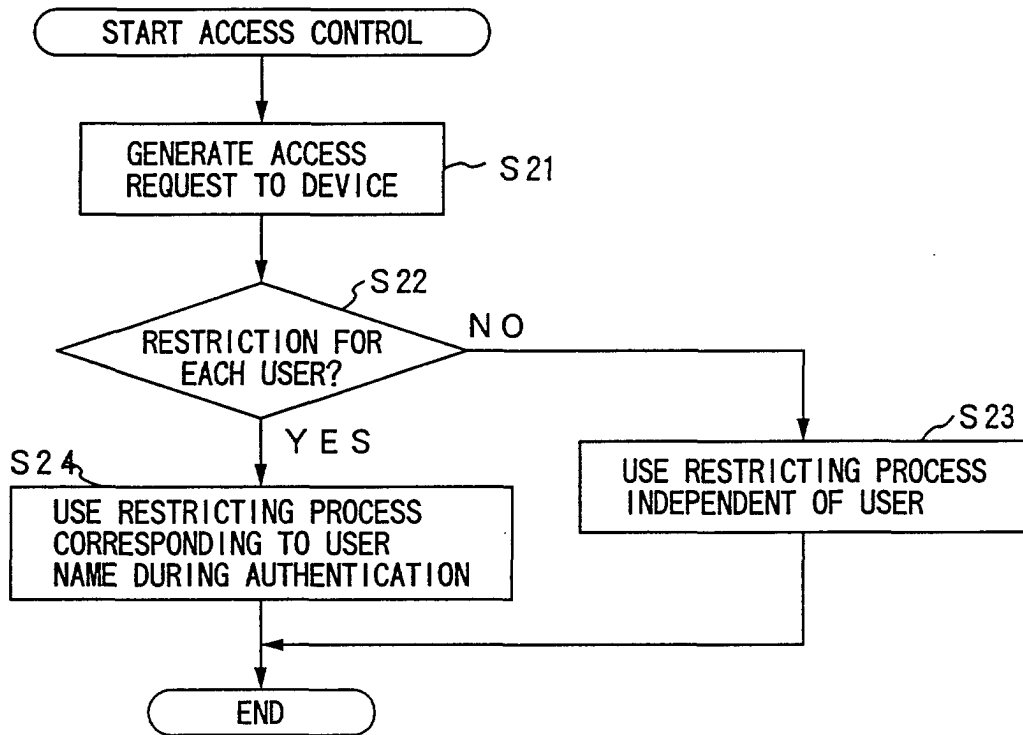 START ACCESS CONTROL
GENERATE ACCESS
REQUEST TO DEVICE
S21
S22
RESTRICTION FOR
EACH USER?
NO
YES
S23
USE RESTRICTING PROCESS
INDEPENDENT OF USER
S24
USE RESTRICTING PROCESS
CORRESPONDING TO USER
NAME DURING AUTHENTICATION
END